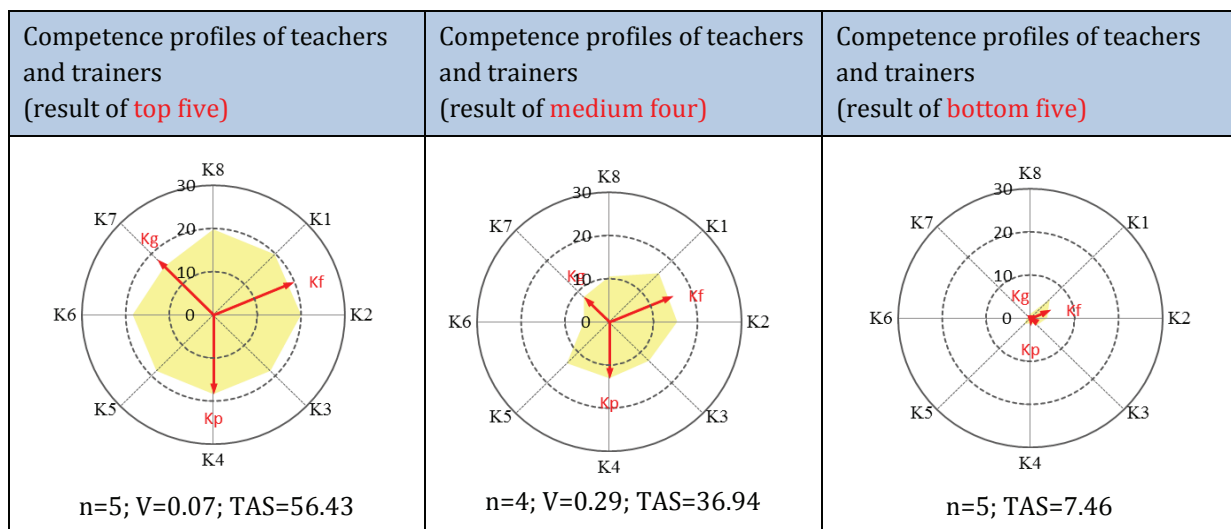 Competence profiles of teachers
and trainers
(result of top five)
Competence profiles of teachers
and trainers
(result of medium four)
Competence profiles of teachers
and trainers
(result of bottom five)
K8
30
K7
K1
20
Kg
10
Kf
K6
0
K2
K5
Kp
K3
K4
n=5; V=0.07; TAS=56.43
K8
30
K7
K1
20
10
Kg
Kf
K6
0
K2
K5
Kp
K3
K4
n=4; V=0.29; TAS=36.94
K8
30
K7
K1
20
10
Kg
Kf
K6
0
K2
Kp
K5
K3
K4
n=5; TAS=7.46